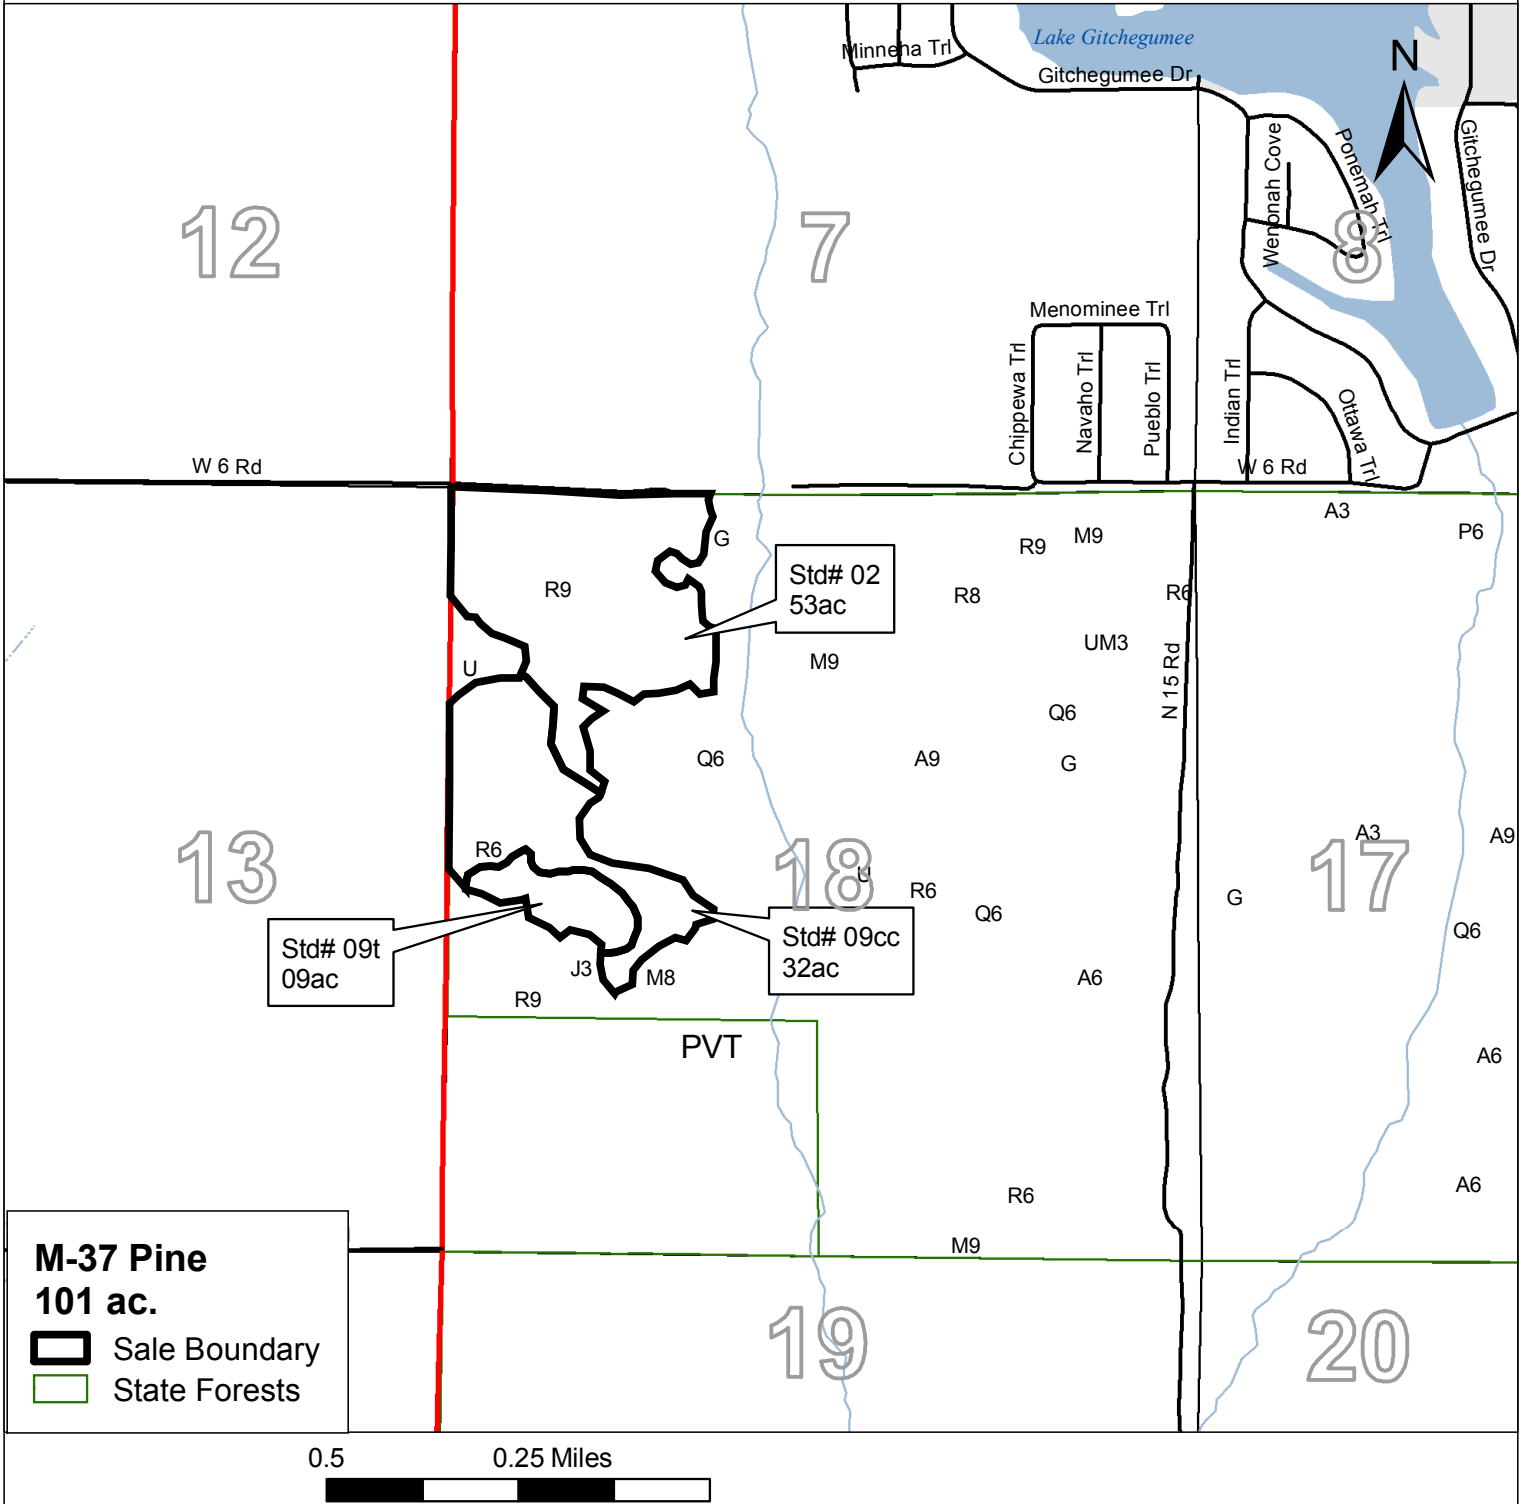 Lake Gitchegumee
N
Minneha Trl
Gitchegumee Dr
Wenonah Cove
Ponemah Trl
Gitchegumee Dr
12
7
8
Menominee Trl
Chippewa Trl
Navaho Trl
Pueblo Trl
Indian Trl
Ottawa Trl
W 6 Rd
W 6 Rd
A3
P6
G
R9
M9
R9
Std# 02
53ac
R8
R6
UM3
U
M9
N 15 Rd
Q6
Q6
A9
G
13
R6
18
U
R6
Q6
A3
17
A9
G
Q6
Std# 09t
09ac
Std# 09cc
32ac
J3
M8
A6
R9
PVT
A6
R6
A6
M9
M-37 Pine
101 ac.
Sale Boundary
State Forests
19
20
0.5
0.25 Miles